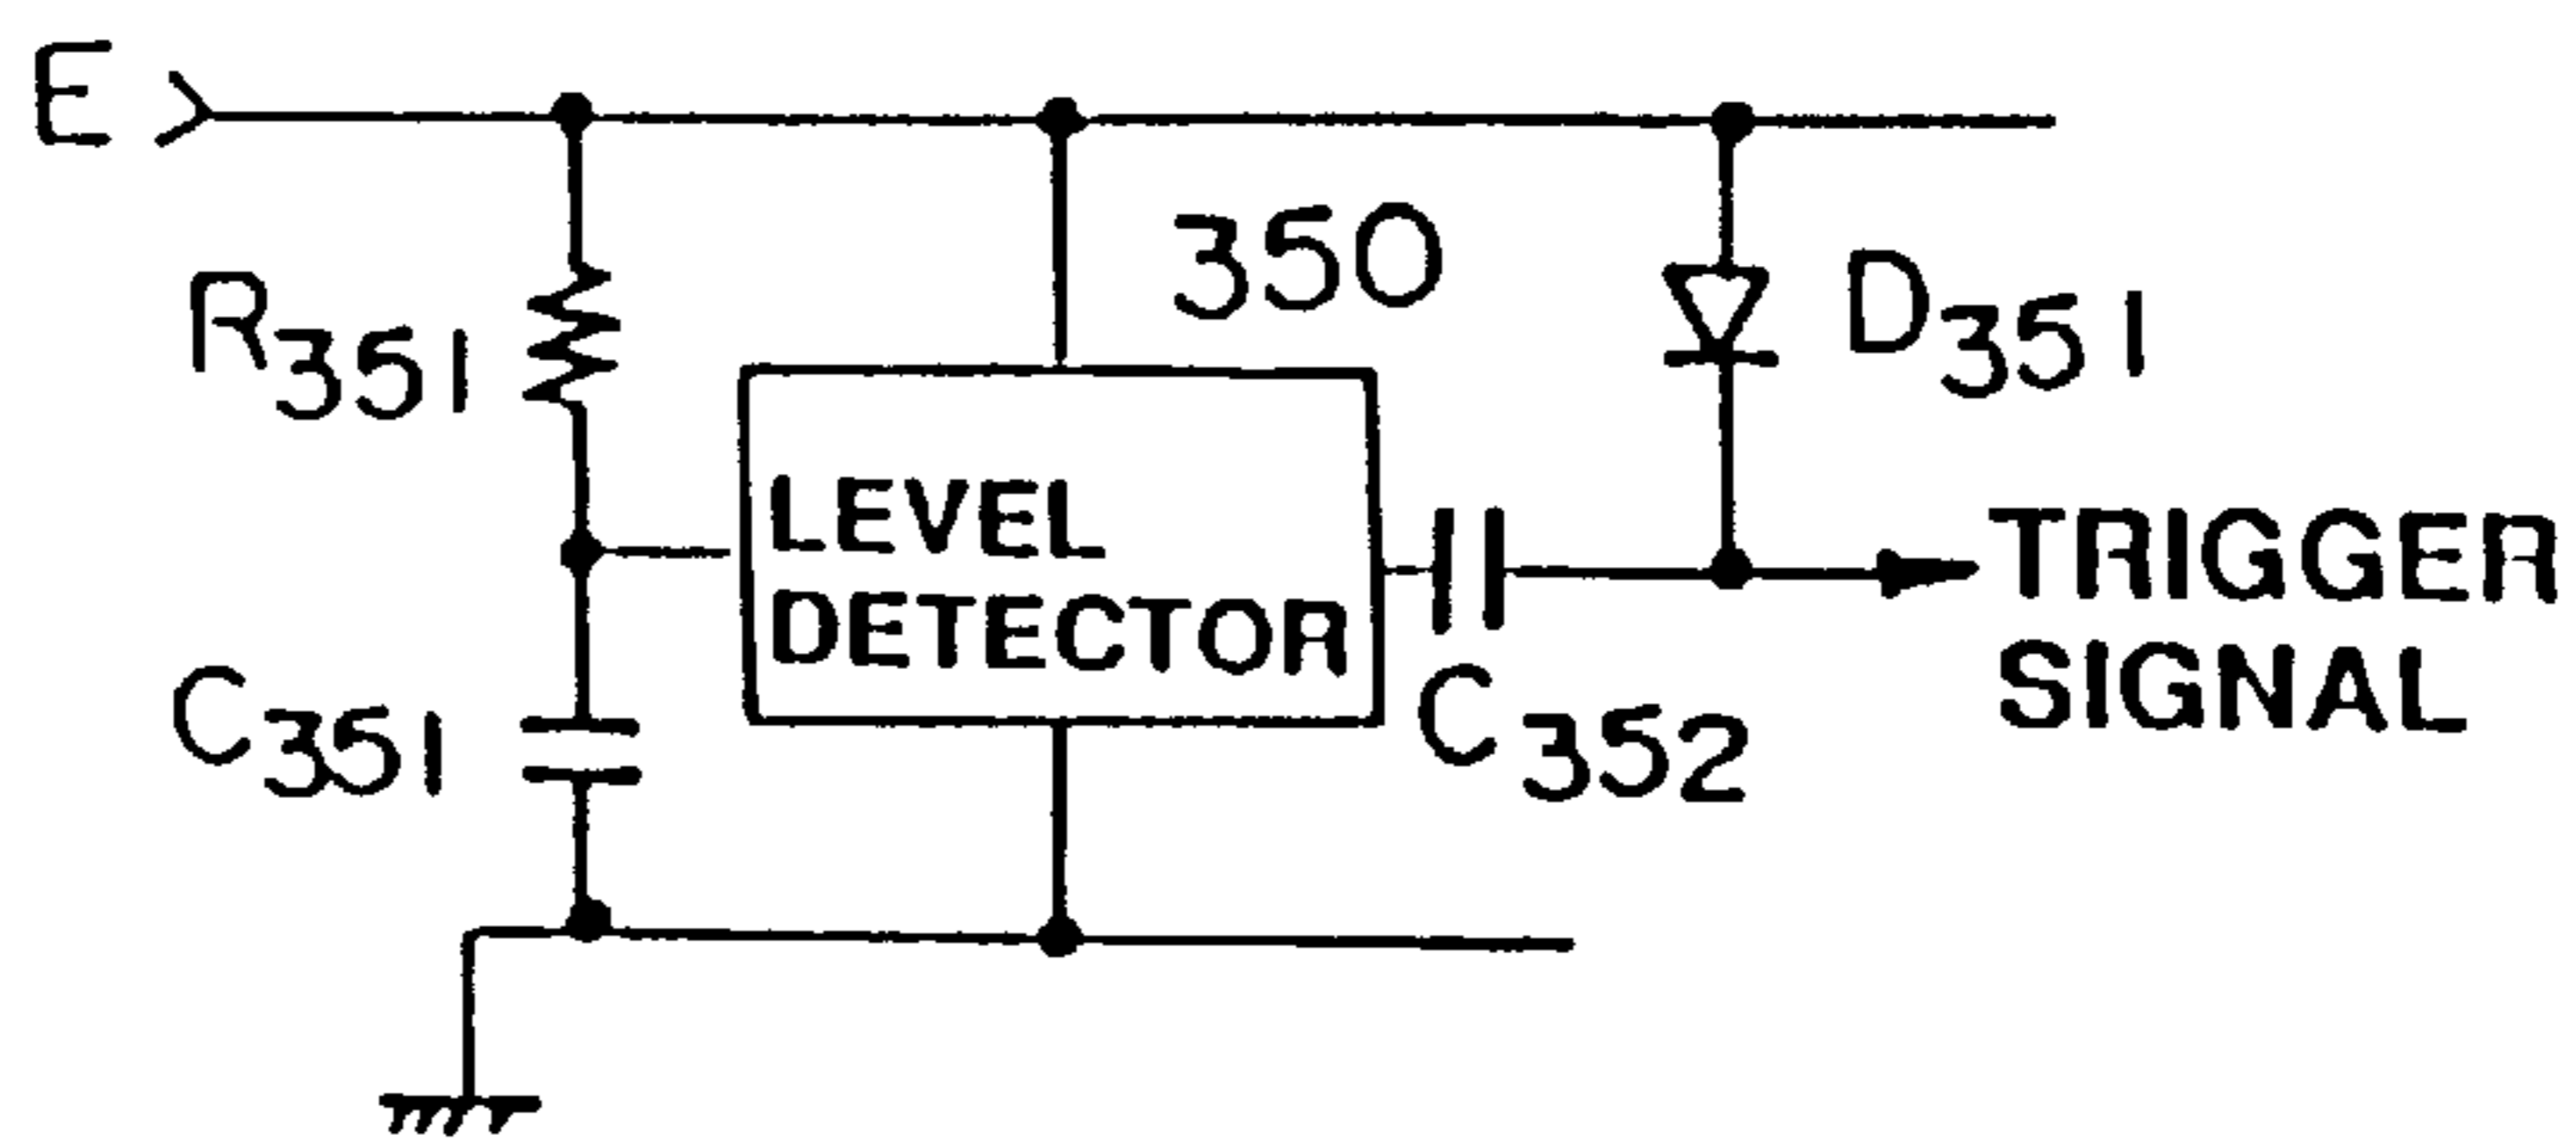 E
350
R351
D351
LEVEL
DETECTOR
TRIGGER
SIGNAL
C351
C352